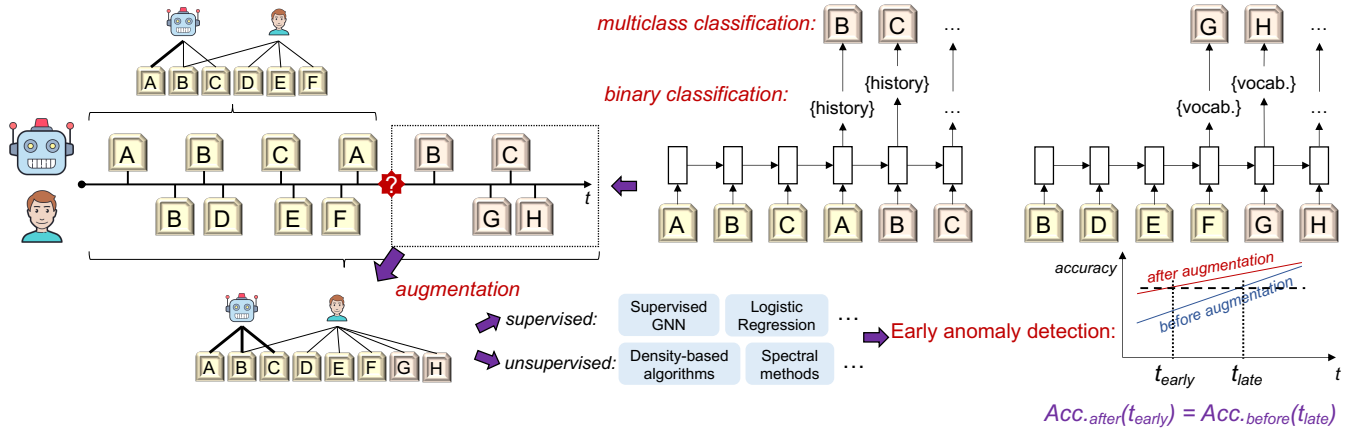 A B C D E F
A B C A B C
?
t
B D E F G H
augmentation
A B C D E F G H
multiclass classification:
B C ...
binary classification:
{history}
{history}
...
A B C A B C
G H ...
{vocab.}
{vocab.}
...
B D E F G H
supervised:
Supervised
GNN
Logistic
Regression
...
unsupervised:
Density-based
algorithms
Spectral
methods
...
Early anomaly detection:
accuracy
after augmentation
before augmentation
t_early
t_late
t
Acc._after(t_early) = Acc._before(t_late)